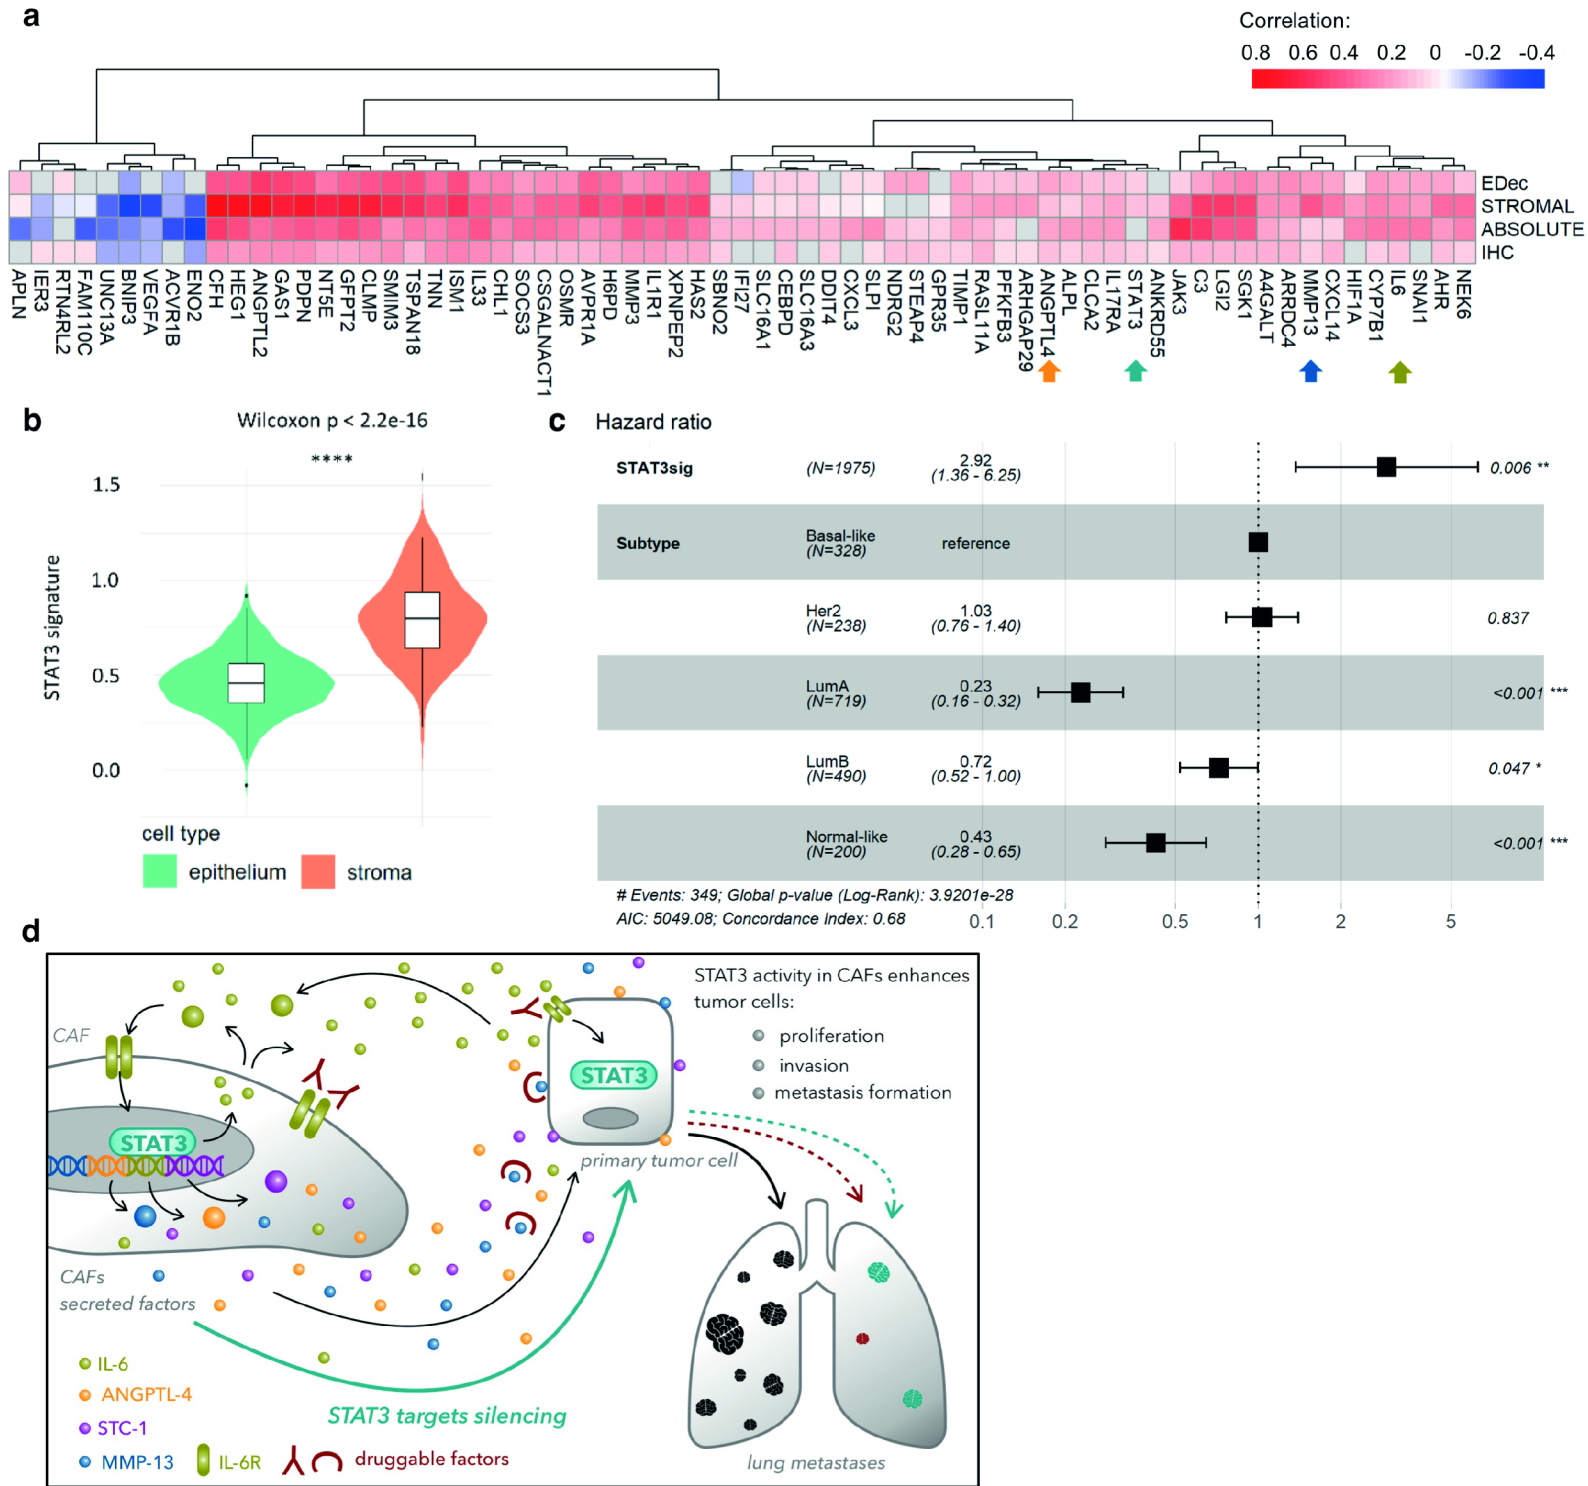 a
Correlation:
0.8 0.6 0.4 0.2 0 -0.2 -0.4
EDec
STROMAL
ABSOLUTE
IHC
APLN
IER3
RTN4RL2
FAM110C
UNC13A
BNIP3
VEGFA
ACVR1B
ENO2
CFH
HEG1
ANGPTL2
GAS1
PDPN
NT5E
GFPT2
CLMP
SMIM3
TSPAN18
TNN
ISM1
IL33
CHL1
SOCS3
CSGALNACT1
OSMR
AVPR1A
H6PD
MMP3
IL1R1
XPNPEP2
HAS2
SBNO2
IFI27
SLC16A1
CEBPD
SLC16A3
DDIT4
CXCL3
SLPI
NDRG2
STEAP4
GPR35
TIMP1
RASL11A
PFKFB3
ARHGAP29
ANGPTL4
ALPL
CLCA2
IL17RA
STAT3
ANKRD55
JAK3
C3
LGI2
SGK1
A4GALT
ARRDC4
MMP13
CXCL14
HIF1A
CYP7B1
IL6
SNAI1
AHR
NEK6
b
Wilcoxon p < 2.2e-16
****
STAT3 signature
1.5
1.0
0.5
0.0
cell type
epithelium stroma
c
Hazard ratio
STAT3sig (N=1975) 2.92 (1.36 - 6.25) 0.006 **
Subtype Basal-like (N=328) reference
Her2 (N=238) 1.03 (0.76 - 1.40) 0.837
LumA (N=719) 0.23 (0.16 - 0.32) <0.001 ***
LumB (N=490) 0.72 (0.52 - 1.00) 0.047 *
Normal-like (N=200) 0.43 (0.28 - 0.65) <0.001 ***
# Events: 349; Global p-value (Log-Rank): 3.9201e-28
AIC: 5049.08; Concordance Index: 0.68
0.1 0.2 0.5 1 2 5
d
CAF
STAT3
STAT3
primary tumor cell
STAT3 activity in CAFs enhances
tumor cells:
proliferation
invasion
metastasis formation
CAFs
secreted factors
STAT3 targets silencing
IL-6
ANGPTL-4
STC-1
MMP-13
IL-6R
druggable factors
lung metastases